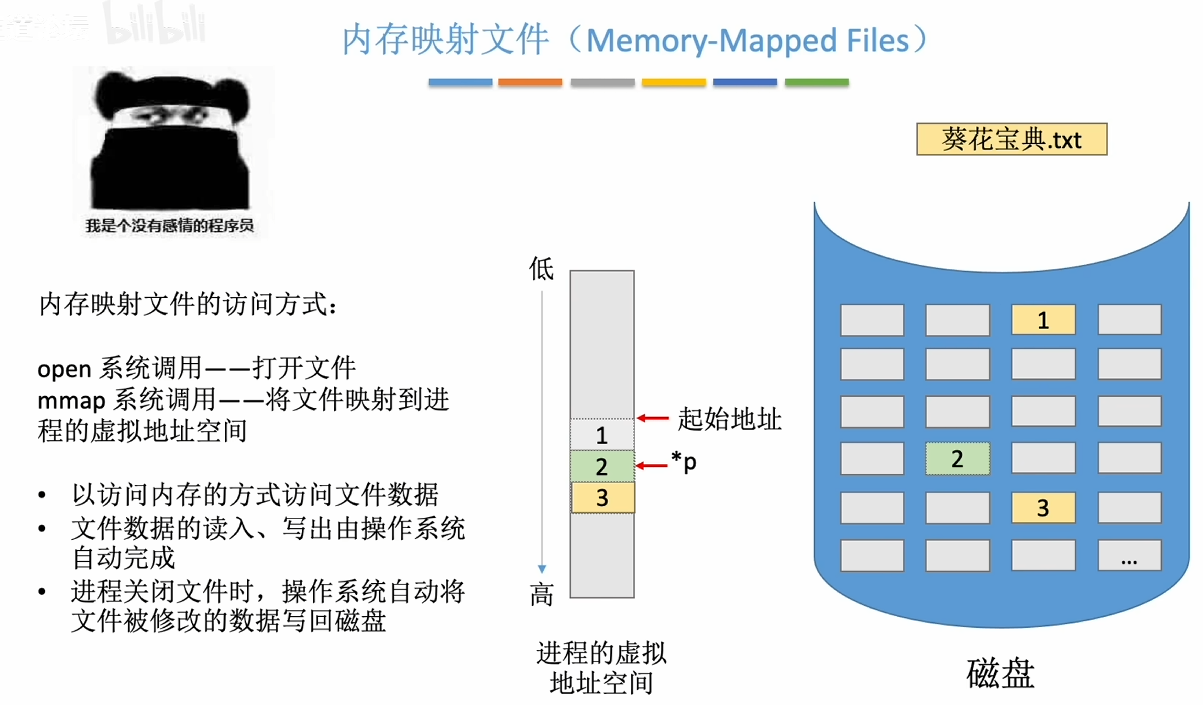 bilibili
内存映射文件（Memory-Mapped Files）
我是个没有感情的程序员
葵花宝典.txt
内存映射文件的访问方式：
open 系统调用——打开文件
mmap 系统调用——将文件映射到进
程的虚拟地址空间
• 以访问内存的方式访问文件数据
• 文件数据的读入、写出由操作系统
自动完成
• 进程关闭文件时，操作系统自动将
文件被修改的数据写回磁盘
低
起始地址
1
2
*p
3
高
进程的虚拟
地址空间
1
2
3
...
磁盘